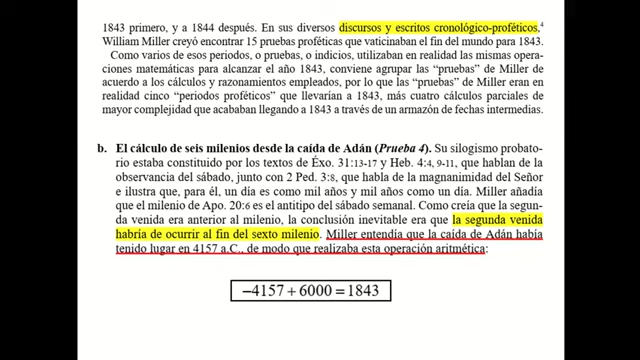 1843 primero, y a 1844 después. En sus diversos discursos y escritos cronológico-proféticos,4
William Miller creyó encontrar 15 pruebas proféticas que vaticinaban el fin del mundo para 1843.
Como varios de esos periodos, o pruebas, o indicios, utilizaban en realidad las mismas opera-
ciones matemáticas para alcanzar el año 1843, conviene agrupar las “pruebas” de Miller de
acuerdo a los cálculos y razonamientos empleados, por lo que las “pruebas” de Miller eran en
realidad cinco “periodos proféticos” que llevarían a 1843, más cuatro cálculos parciales de
mayor complejidad que acababan llegando a 1843 a través de un armazón de fechas intermedias.
b. El cálculo de seis milenios desde la caída de Adán (Prueba 4). Su silogismo probato-
rio estaba constituido por los textos de Éxo. 31:13-17 y Heb. 4:4, 9-11, que hablan de la
observancia del sábado, junto con 2 Ped. 3:8, que habla de la magnanimidad del Señor
e ilustra que, para él, un día es como mil años y mil años como un día. Miller añadía
que el milenio de Apo. 20:6 es el antitipo del sábado semanal. Como creía que la segun-
da venida era anterior al milenio, la conclusión inevitable era que la segunda venida
habría de ocurrir al fin del sexto milenio. Miller entendía que la caída de Adán había
tenido lugar en 4157 a.C., de modo que realizaba esta operación aritmética:
−4157 + 6000 = 1843